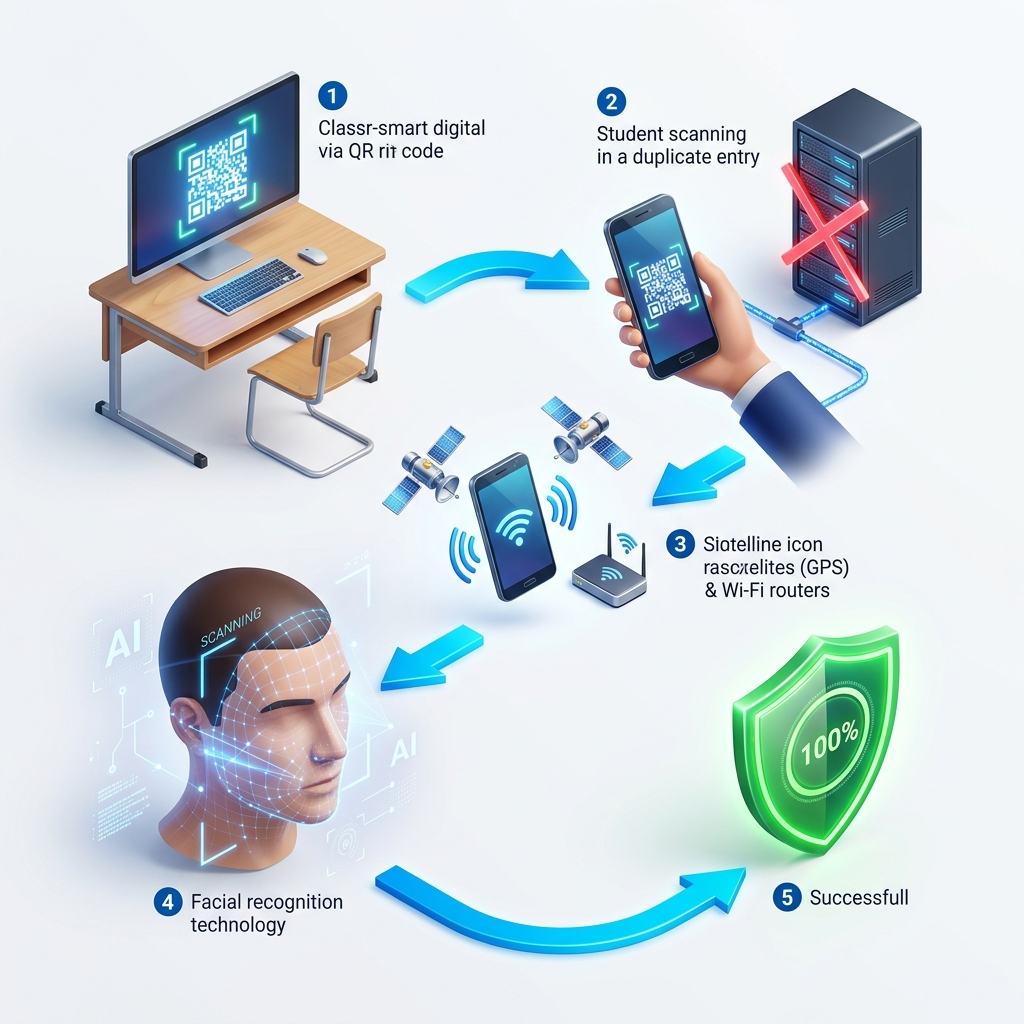 1
Classr-smart digital
via QR rit code
2
Student scanning
in a duplicate entry
3
Siotelline icon
rascxelites (GPS)
& Wi-Fi routers
SCANNING
AI
AI
100%
4
Facial recognition
technology
5
Successfull